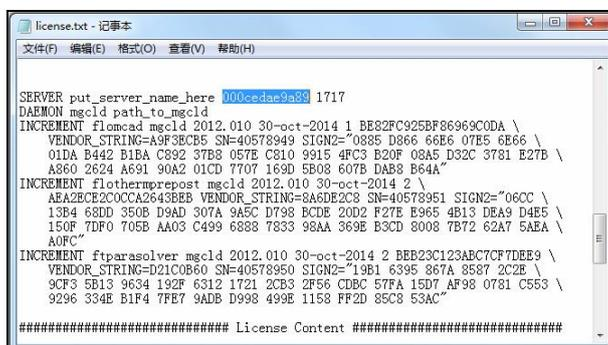 license.txt - 记事本
文件(F) 编辑(E) 格式(O) 查看(V) 帮助(H)
SERVER put_server_name_here 000cedae9a89 1717
DAEMON mgcld path_to_mgcld
INCREMENT flomcad mgcld 2012.010 30-oct-2014 1 BE82FC925BF86969C0DA \
VENDOR_STRING=A9F3ECB5 SN=40578949 SIGN2="0885 D866 66E6 07E5 6E66 \
01DA B442 B1BA C892 37B8 057E C810 9915 4FC3 B20F 08A5 D32C 3781 E27B \
A860 2624 A691 90A2 01CD 7707 169D 5B08 607B DAB8 B64A"
INCREMENT flothermprepost mgcld 2012.010 30-oct-2014 2 \
AEA2ECE2C0CCA2643BEB VENDOR_STRING=8A6DE2C8 SN=40578951 SIGN2="06CC \
13B4 68DD 350B D9AD 307A 9A5C D798 BCDE 20D2 F27E E965 4B13 DEA9 D4E5 \
150F 7DF0 705B AA03 C499 6888 7833 98AA 369E B3CD 8008 7B72 62A7 5AEA \
A0FC"
INCREMENT ftparasolver mgcld 2012.010 30-oct-2014 2 BEB23C123ABC7CF7DEE9 \
VENDOR_STRING=D21C0B60 SN=40578950 SIGN2="19B1 6395 867A 8587 2C2E \
9CF3 5B13 9634 192F 6312 1721 2CB3 2F56 CDBC 57FA 15D7 AF98 0781 C553 \
9296 334E B1F4 7FE7 9ADB D998 499E 1158 FF2D 85C8 53AC"
############################ License Content ############################